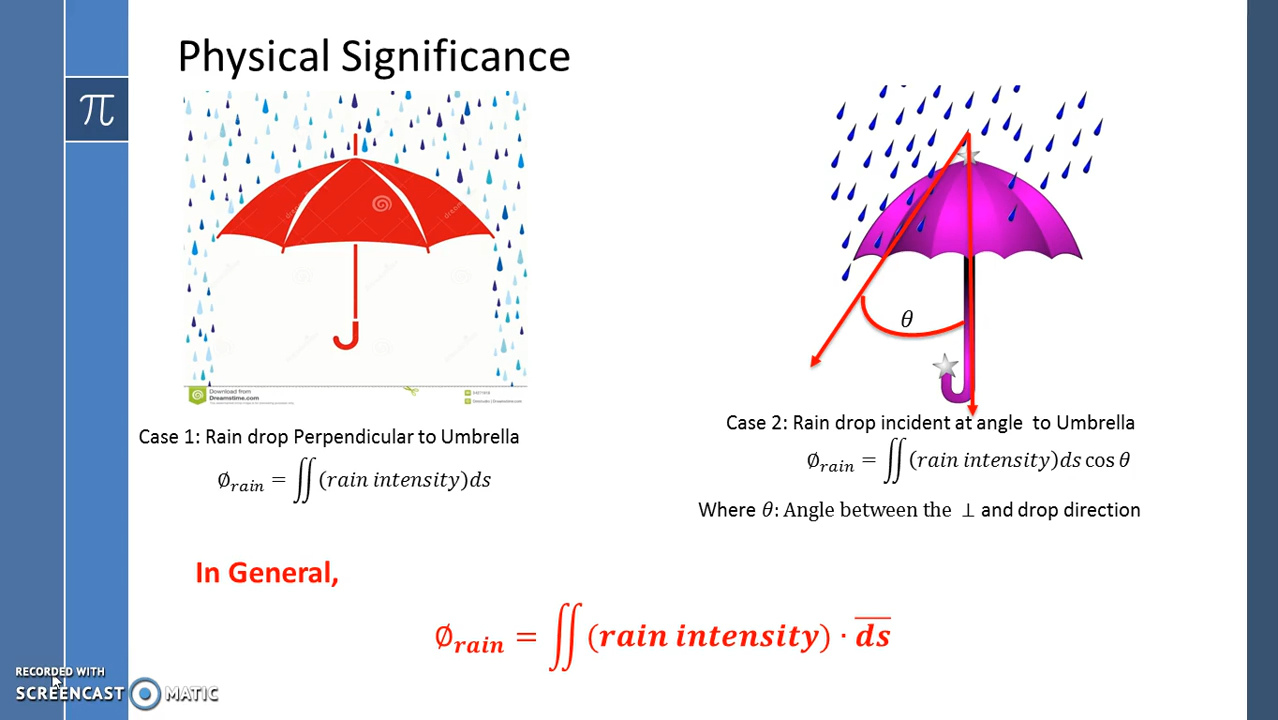 Physical Significance
π
Download from
Dreamstime.com
θ
Case 1: Rain drop Perpendicular to Umbrella
∅rain = ∬(rain intensity)ds
Case 2: Rain drop incident at angle to Umbrella
∅rain = ∬(rain intensity)ds cos θ
Where θ: Angle between the ⊥ and drop direction
In General,
∅rain = ∬(rain intensity) · d̅s̅
RECORDED WITH
SCREENCAST MATIC